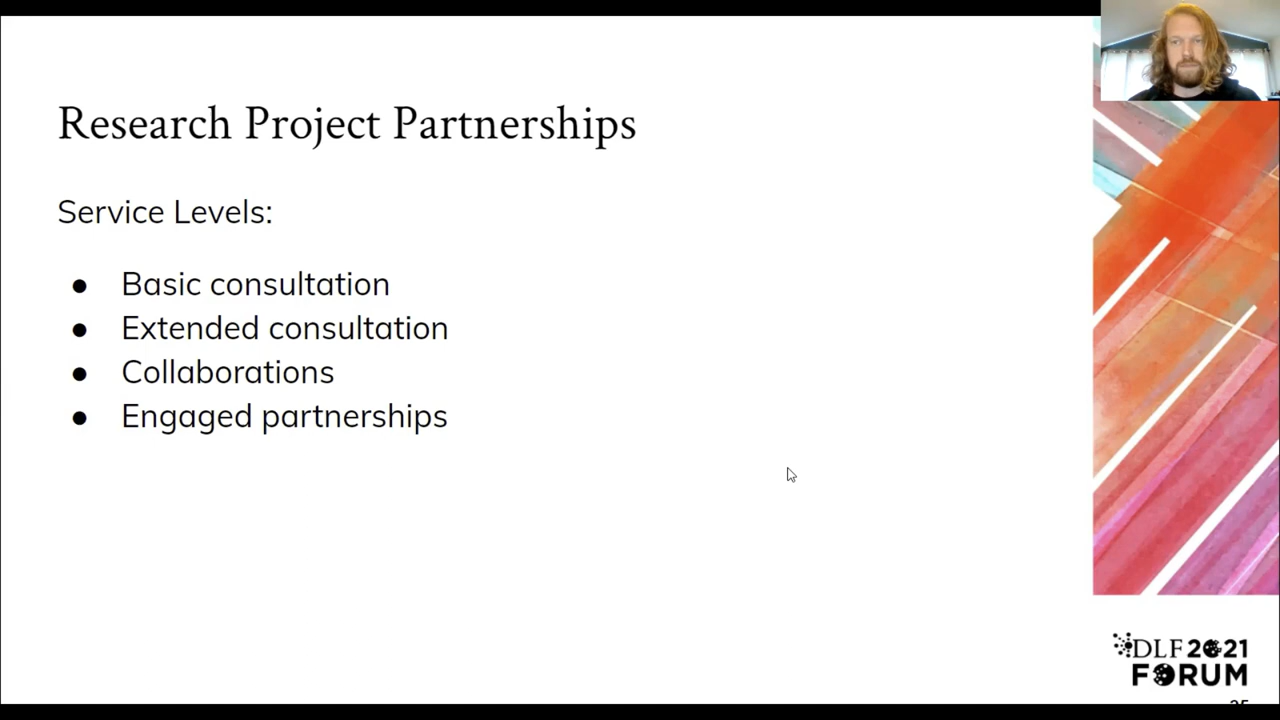 Research Project Partnerships
Service Levels:
● Basic consultation
● Extended consultation
● Collaborations
● Engaged partnerships
DLF 2021
FORUM